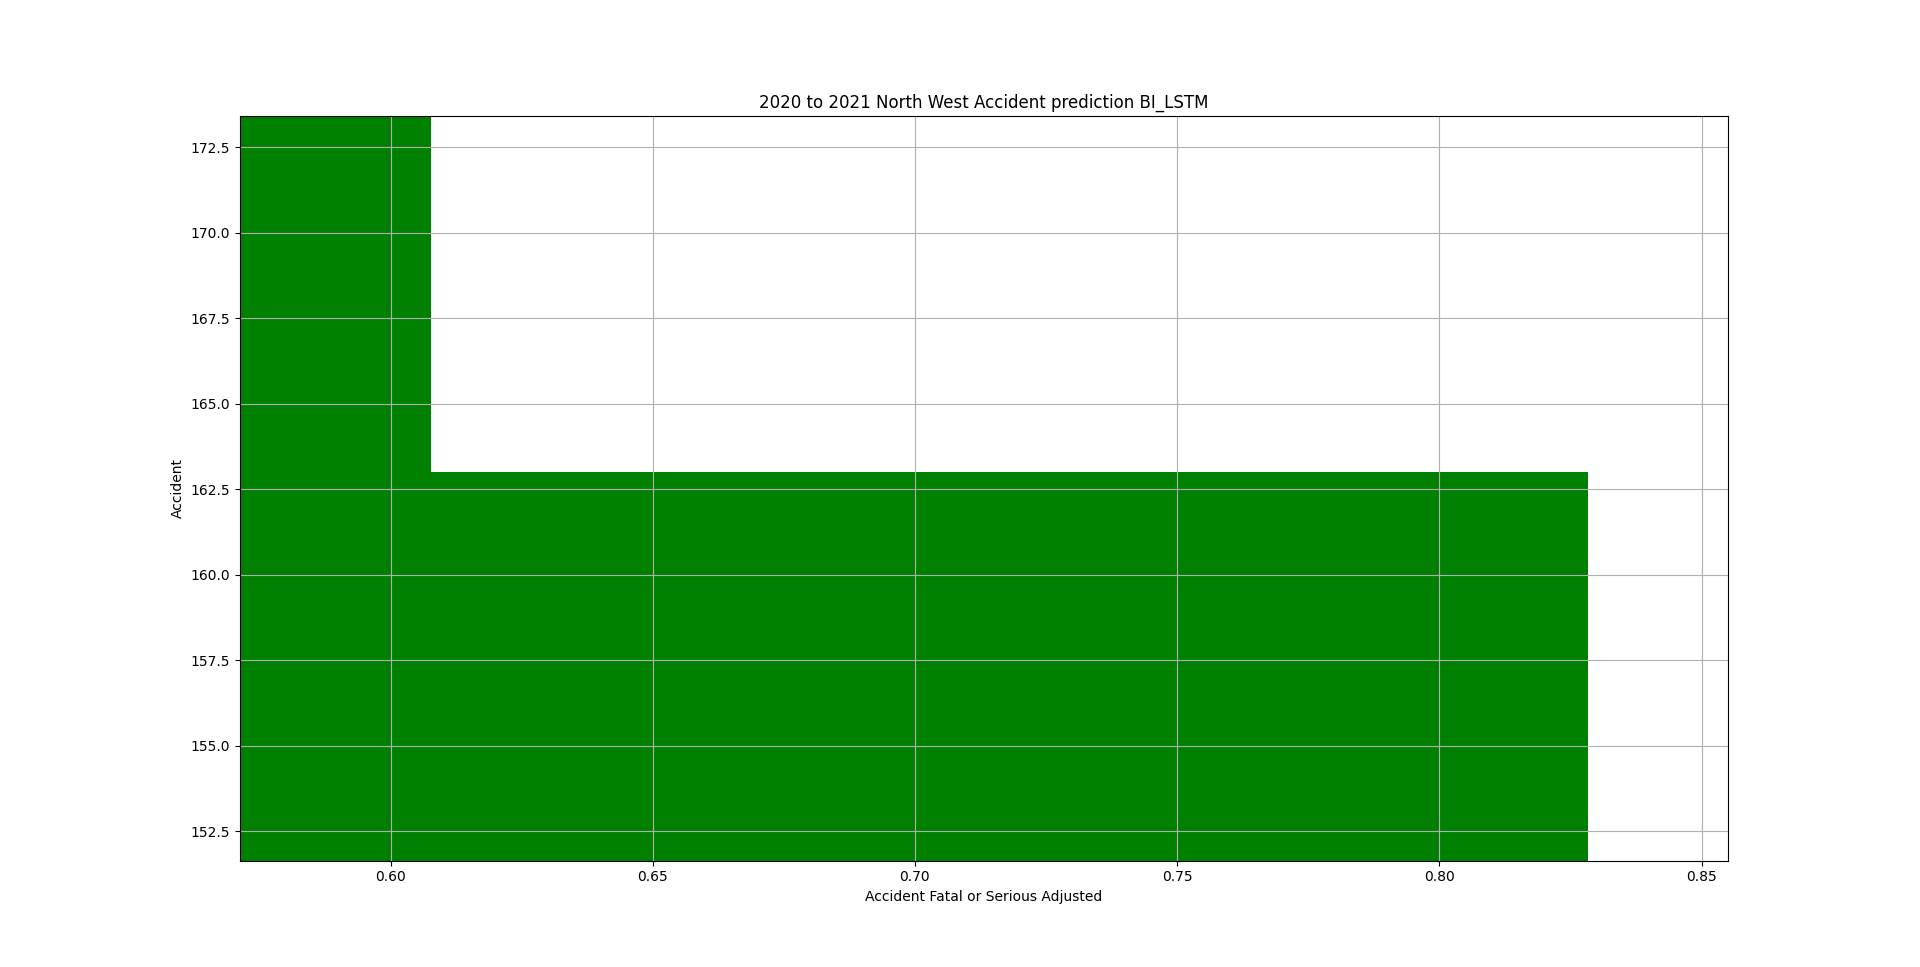 2020 to 2021 North West Accident prediction BI_LSTM
172.5
170.0
167.5
165.0
162.5
160.0
157.5
155.0
152.5
Accident
0.60 0.65 0.70 0.75 0.80 0.85
Accident Fatal or Serious Adjusted